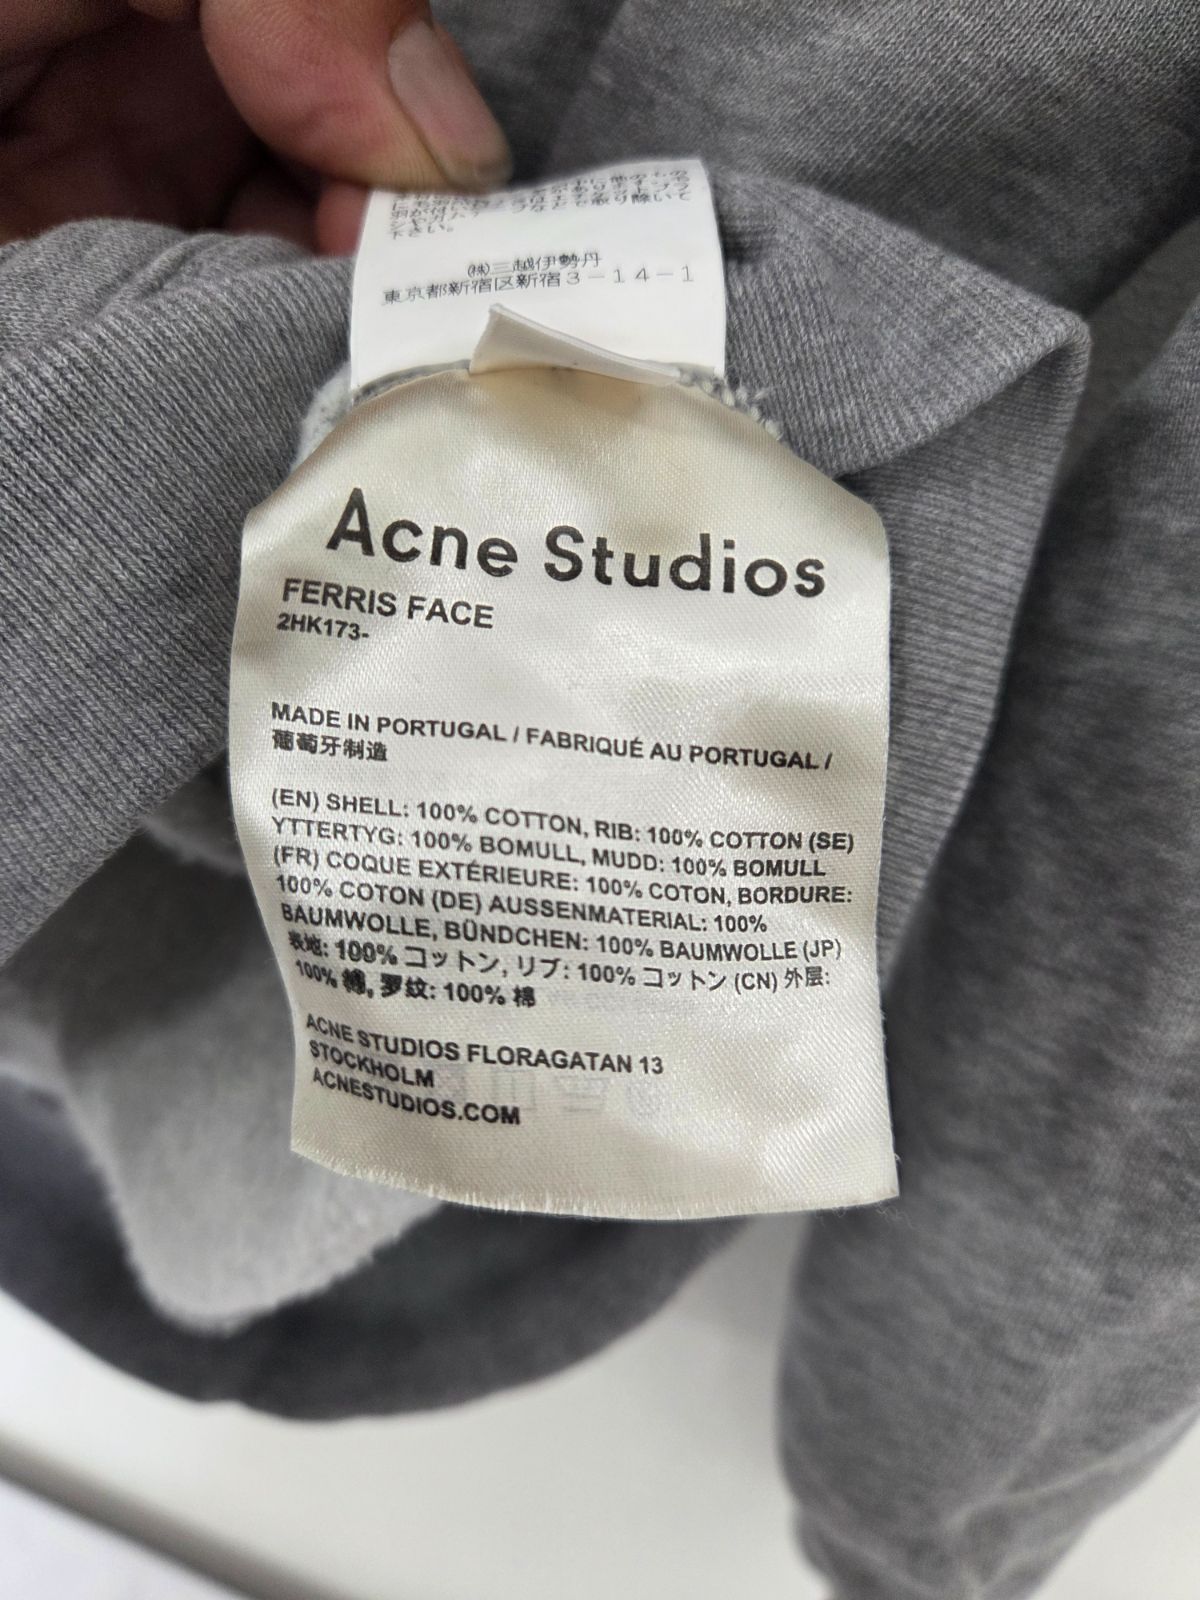 下さい。
㈱三越伊勢丹
東京都新宿区新宿3－14－1
Acne Studios
FERRIS FACE
2HK173-
MADE IN PORTUGAL / FABRIQUÉ AU PORTUGAL /
葡萄牙制造
(EN) SHELL: 100% COTTON, RIB: 100% COTTON (SE)
YTTERTYG: 100% BOMULL, MUDD: 100% BOMULL
(FR) COQUE EXTÉRIEURE: 100% COTON, BORDURE:
100% COTON (DE) AUSSENMATERIAL: 100%
BAUMWOLLE, BÜNDCHEN: 100% BAUMWOLLE (JP)
表地: 100% コットン, リブ: 100% コットン (CN) 外层:
100% 棉, 罗纹: 100% 棉
ACNE STUDIOS FLORAGATAN 13
STOCKHOLM
ACNESTUDIOS.COM